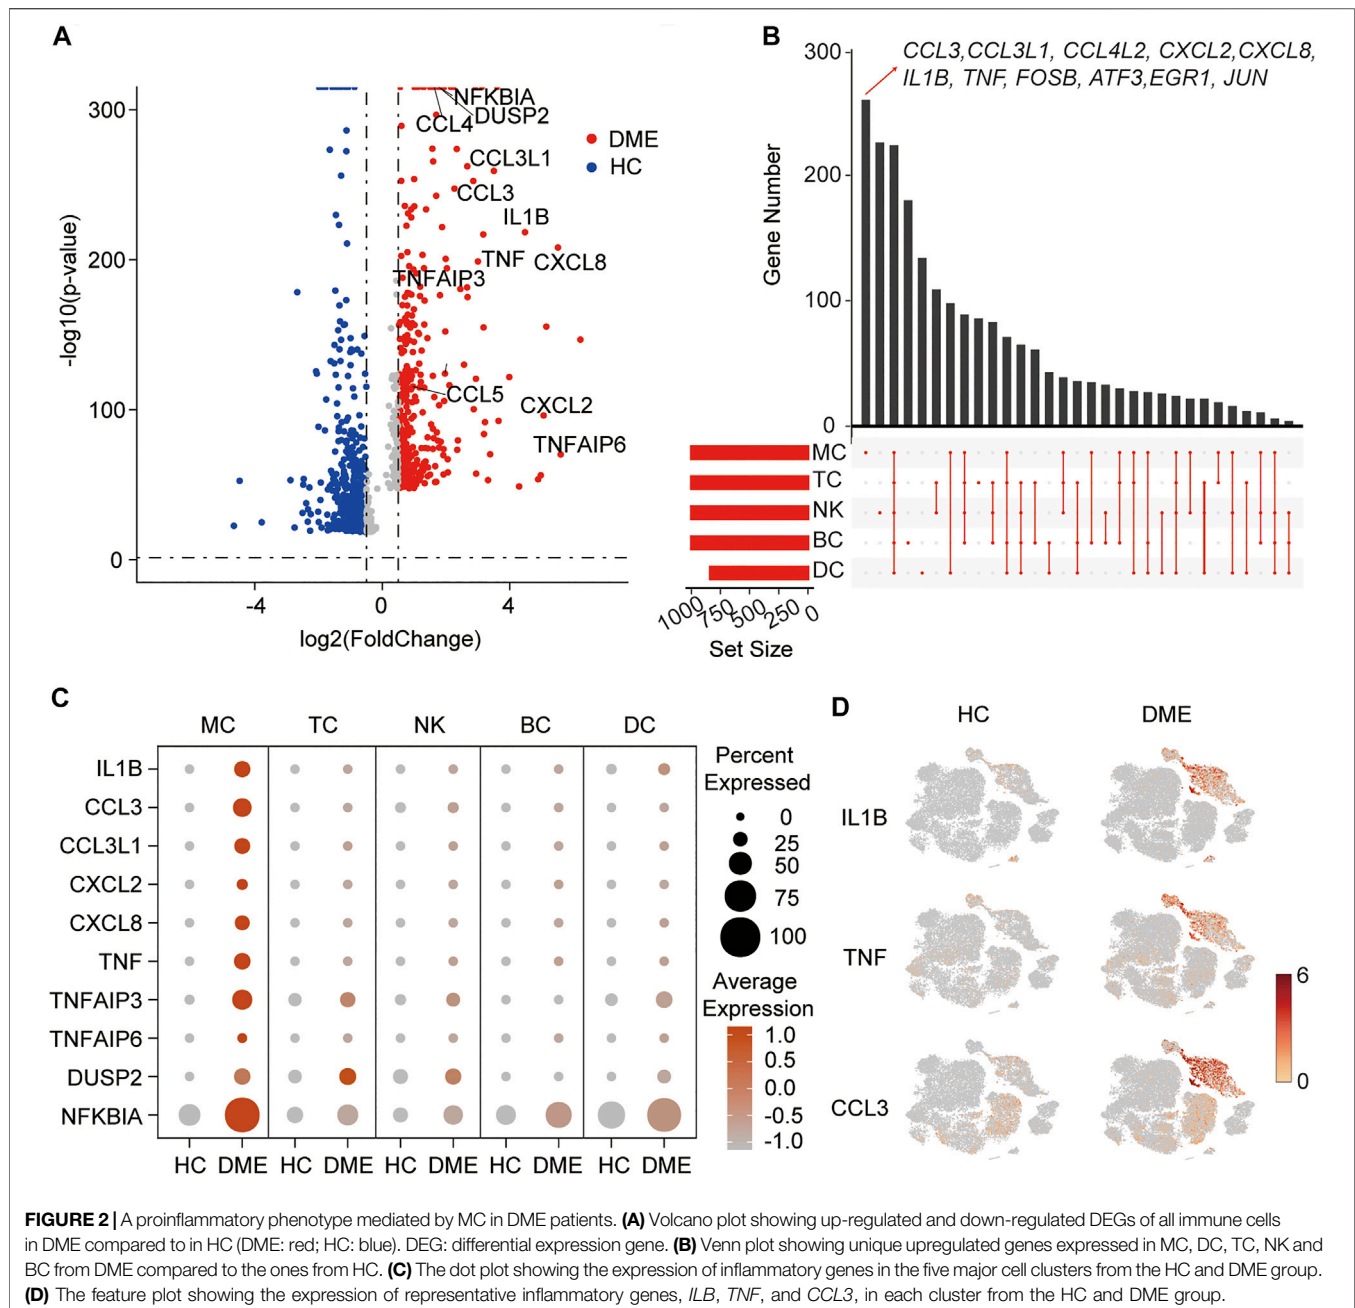 A
-log10(p-value)
300
200
100
0
-4
0
4
log2(FoldChange)
NFKBIA
DUSP2
CCL4
CCL3L1
CCL3
IL1B
TNF
CXCL8
TNFAIP3
CCL5
CXCL2
TNFAIP6
DME
HC
B
CCL3,CCL3L1, CCL4L2, CXCL2,CXCL8,
IL1B, TNF, FOSB, ATF3,EGR1, JUN
Gene Number
300
200
100
0
MC
TC
NK
BC
DC
1000
750
500
250
0
Set Size
C
MC TC NK BC DC
IL1B
CCL3
CCL3L1
CXCL2
CXCL8
TNF
TNFAIP3
TNFAIP6
DUSP2
NFKBIA
HC DME HC DME HC DME HC DME HC DME
Percent
Expressed
0
25
50
75
100
Average
Expression
1.0
0.5
0.0
-0.5
-1.0
D
HC DME
IL1B
TNF
CCL3
6
0
FIGURE 2 | A proinflammatory phenotype mediated by MC in DME patients. (A) Volcano plot showing up-regulated and down-regulated DEGs of all immune cells
in DME compared to in HC (DME: red; HC: blue). DEG: differential expression gene. (B) Venn plot showing unique upregulated genes expressed in MC, DC, TC, NK and
BC from DME compared to the ones from HC. (C) The dot plot showing the expression of inflammatory genes in the five major cell clusters from the HC and DME group.
(D) The feature plot showing the expression of representative inflammatory genes, ILB, TNF, and CCL3, in each cluster from the HC and DME group.